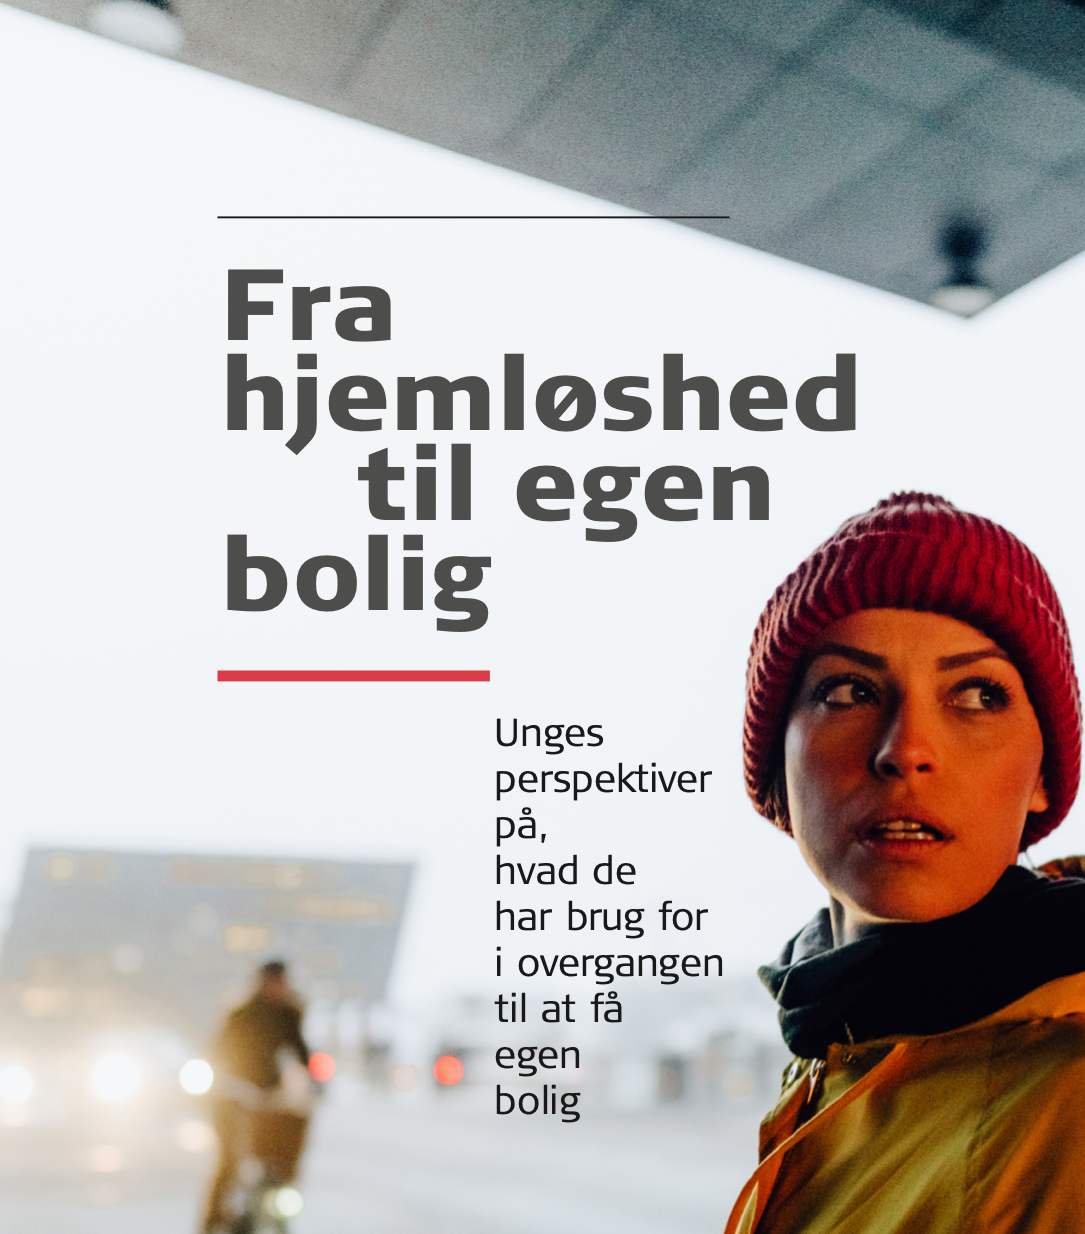 Fra
hjemløshed
til egen
bolig
Unges
perspektiver
på,
hvad de
har brug for
i overgangen
til at få
egen
bolig